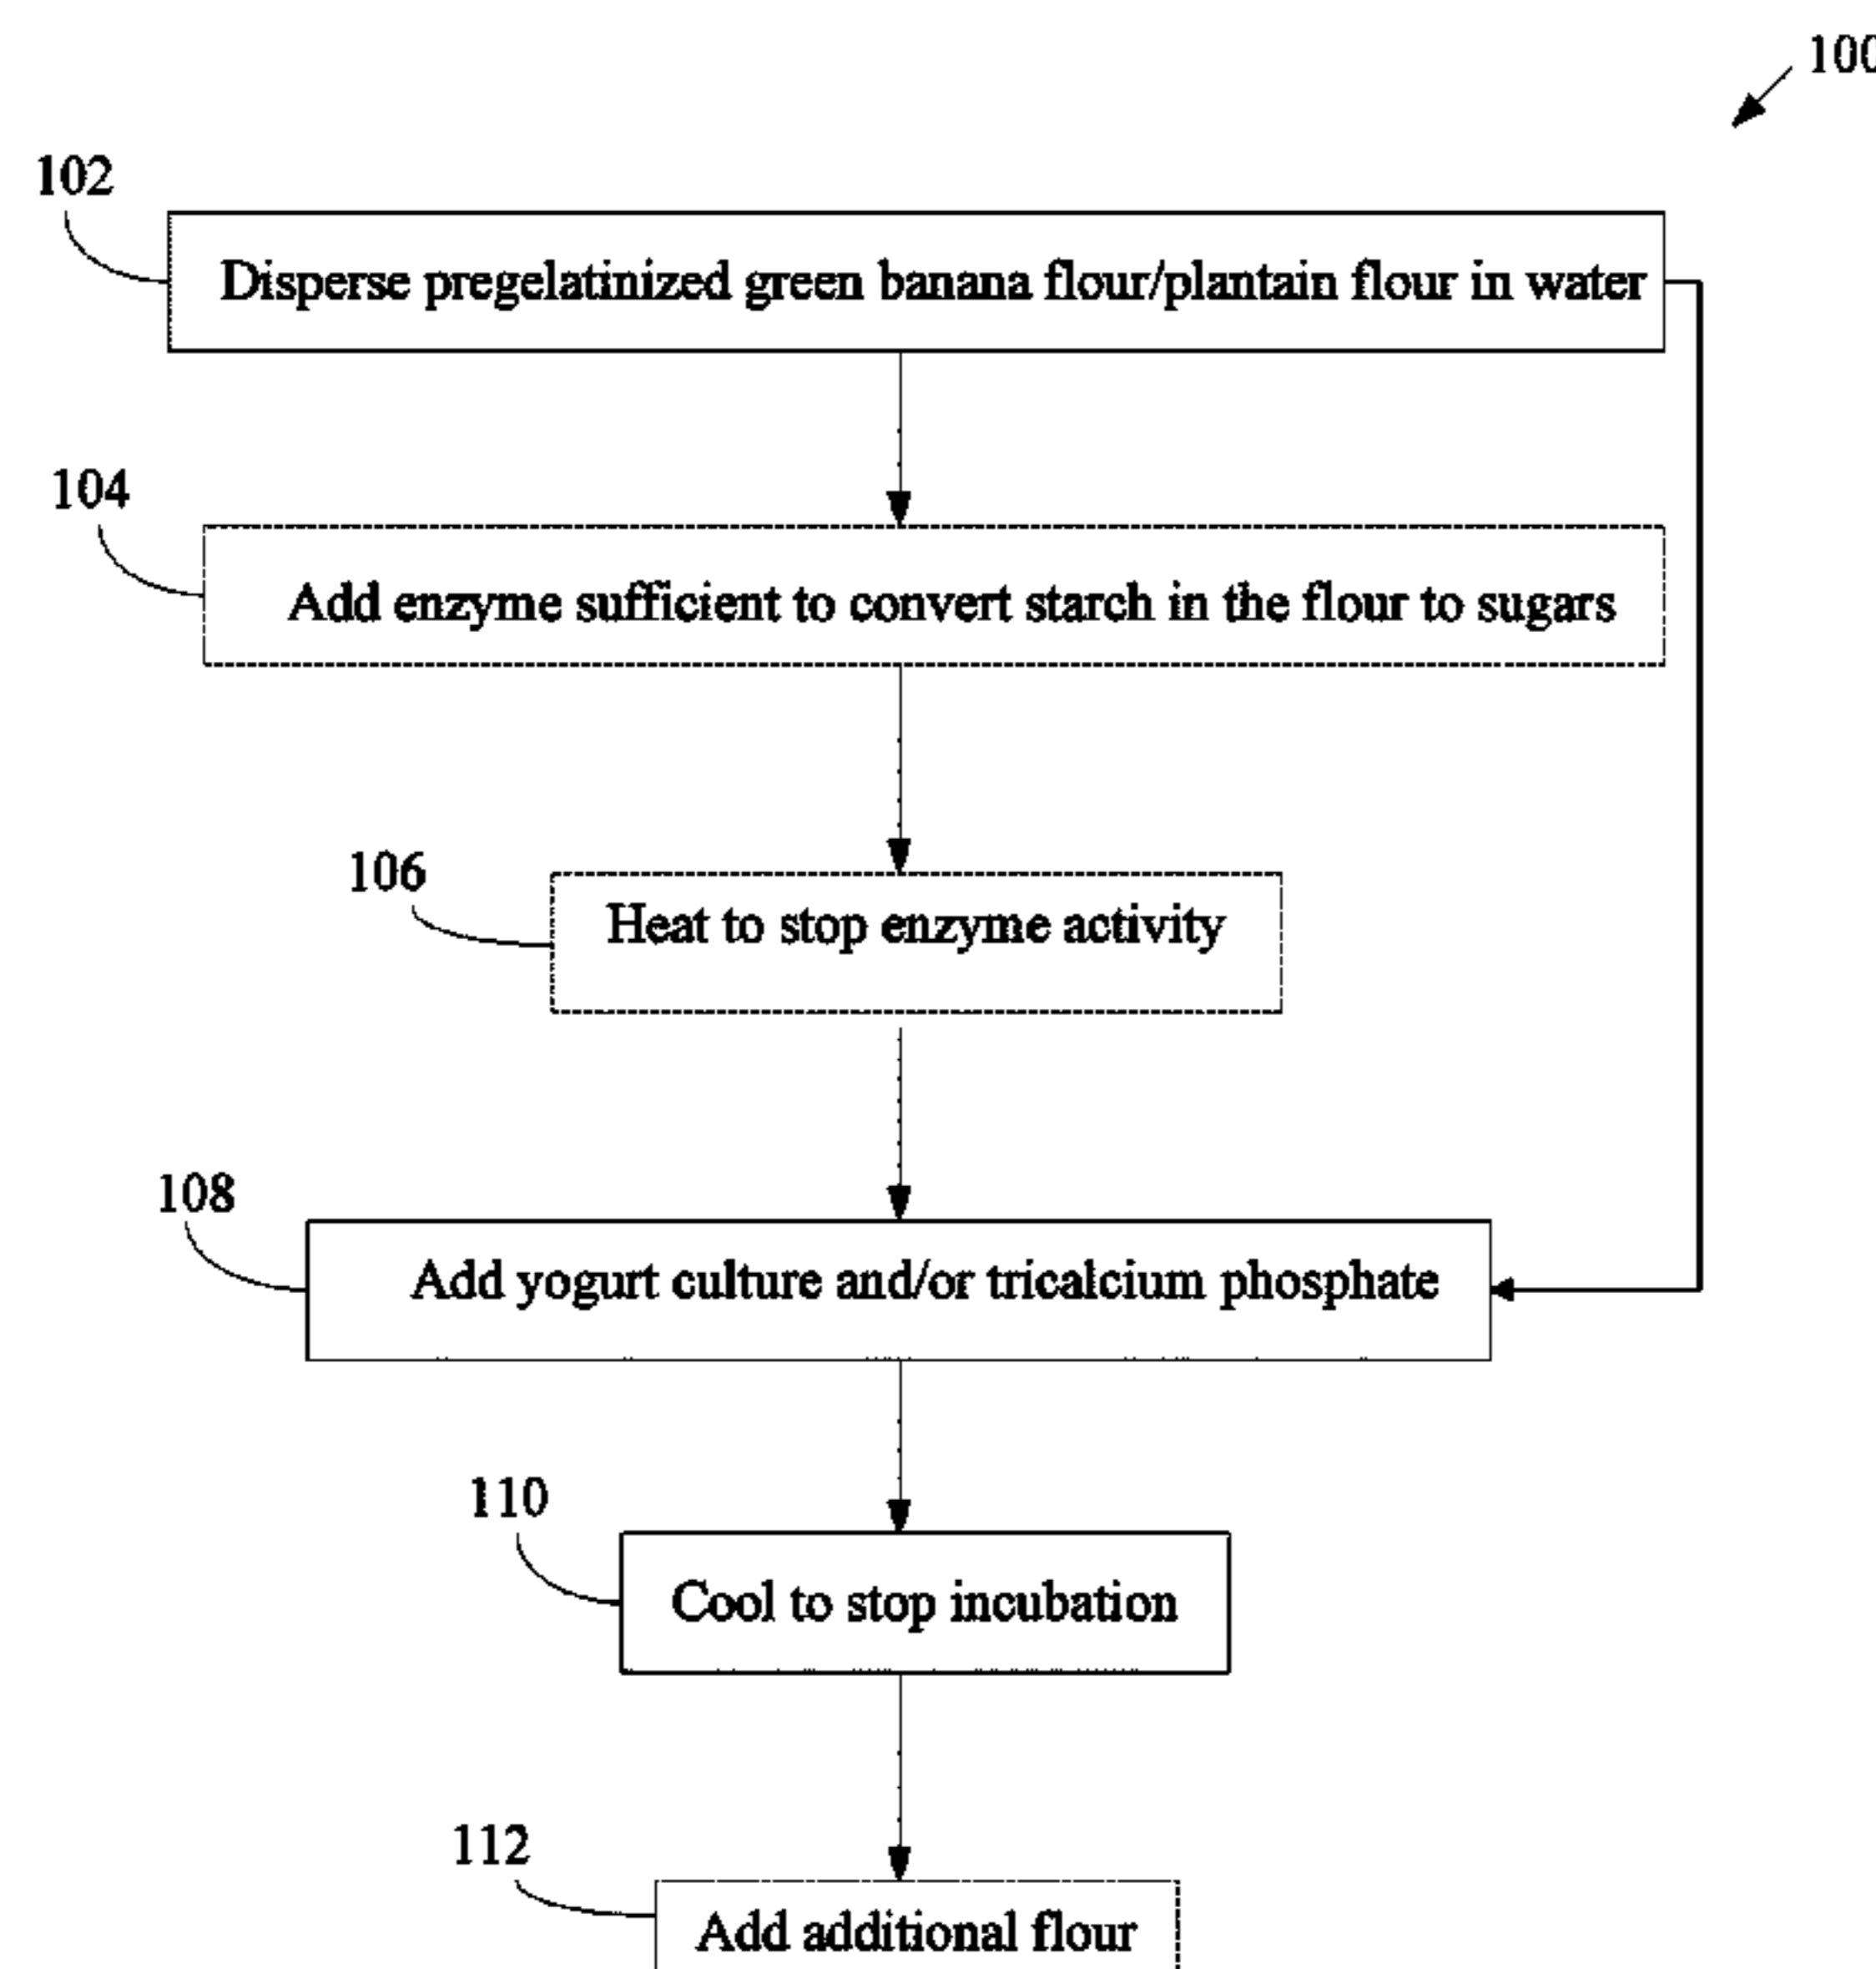 100
102
Disperse pregelatinized green banana flour/plantain flour in water
104
Add enzyme sufficient to convert starch in the flour to sugars
106
Heat to stop enzyme activity
108
Add yogurt culture and/or tricalcium phosphate
110
Cool to stop incubation
112
Add additional flour